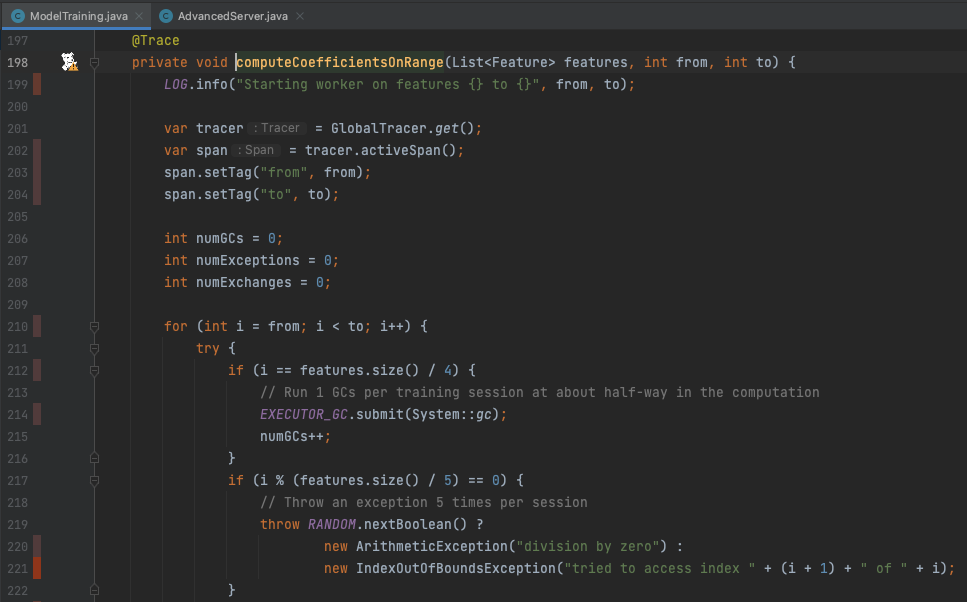 ModelTraining.java AdvancedServer.java
197 @Trace
198 private void computeCoefficientsOnRange(List<Feature> features, int from, int to) {
199 LOG.info("Starting worker on features {} to {}", from, to);
200
201 var tracer : Tracer = GlobalTracer.get();
202 var span : Span = tracer.activeSpan();
203 span.setTag("from", from);
204 span.setTag("to", to);
205
206 int numGCs = 0;
207 int numExceptions = 0;
208 int numExchanges = 0;
209
210 for (int i = from; i < to; i++) {
211 try {
212 if (i == features.size() / 4) {
213 // Run 1 GCs per training session at about half-way in the computation
214 EXECUTOR_GC.submit(System::gc);
215 numGCs++;
216 }
217 if (i % (features.size() / 5) == 0) {
218 // Throw an exception 5 times per session
219 throw RANDOM.nextBoolean() ?
220 new ArithmeticException("division by zero") :
221 new IndexOutOfBoundsException("tried to access index " + (i + 1) + " of " + i);
222 }